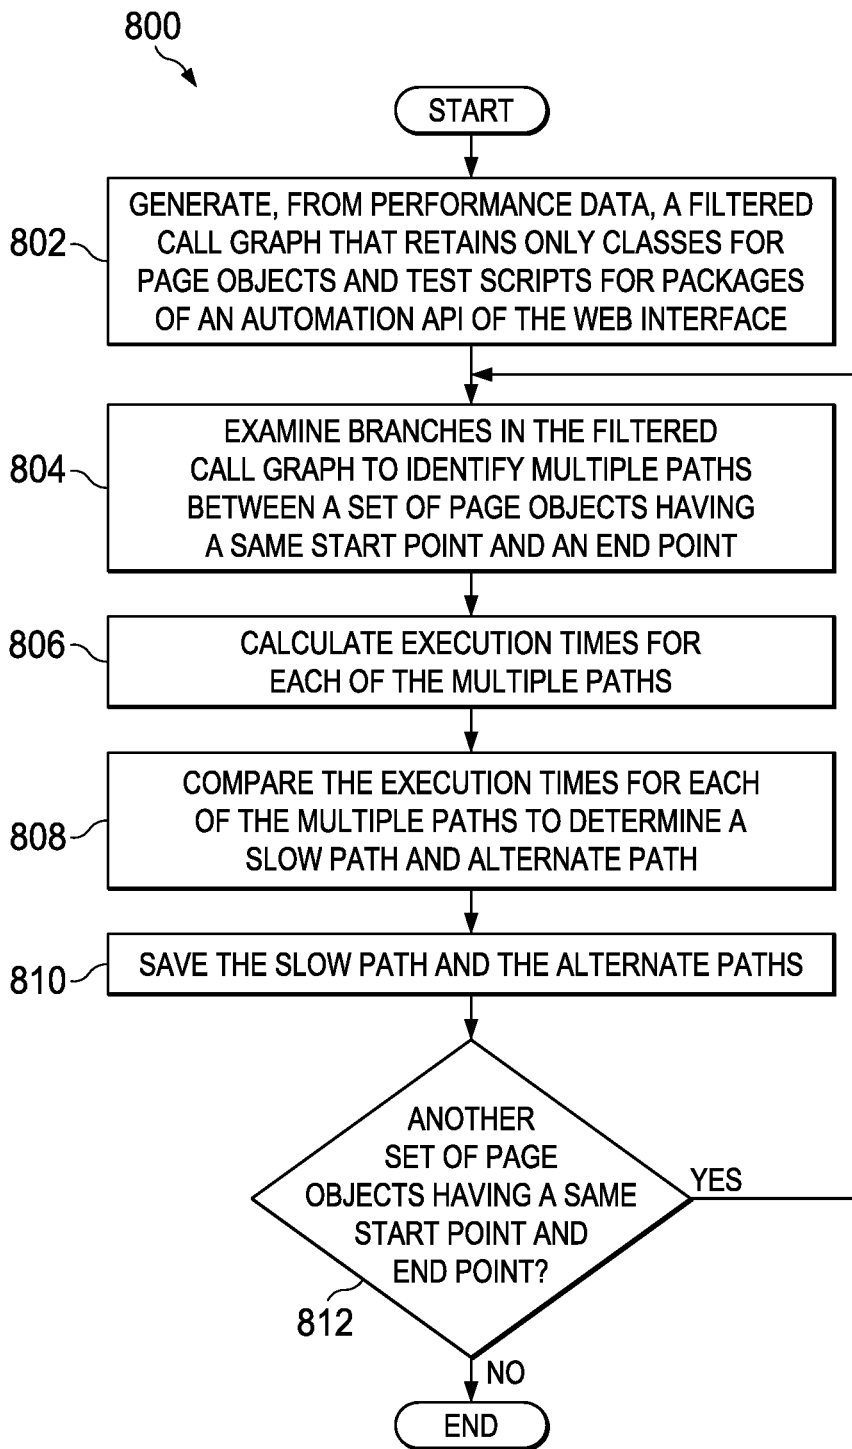 800
START
802
GENERATE, FROM PERFORMANCE DATA, A FILTERED
CALL GRAPH THAT RETAINS ONLY CLASSES FOR
PAGE OBJECTS AND TEST SCRIPTS FOR PACKAGES
OF AN AUTOMATION API OF THE WEB INTERFACE
804
EXAMINE BRANCHES IN THE FILTERED
CALL GRAPH TO IDENTIFY MULTIPLE PATHS
BETWEEN A SET OF PAGE OBJECTS HAVING
A SAME START POINT AND AN END POINT
806
CALCULATE EXECUTION TIMES FOR
EACH OF THE MULTIPLE PATHS
808
COMPARE THE EXECUTION TIMES FOR EACH
OF THE MULTIPLE PATHS TO DETERMINE A
SLOW PATH AND ALTERNATE PATH
810
SAVE THE SLOW PATH AND THE ALTERNATE PATHS
ANOTHER
SET OF PAGE
OBJECTS HAVING A SAME
START POINT AND
END POINT?
YES
812
NO
END